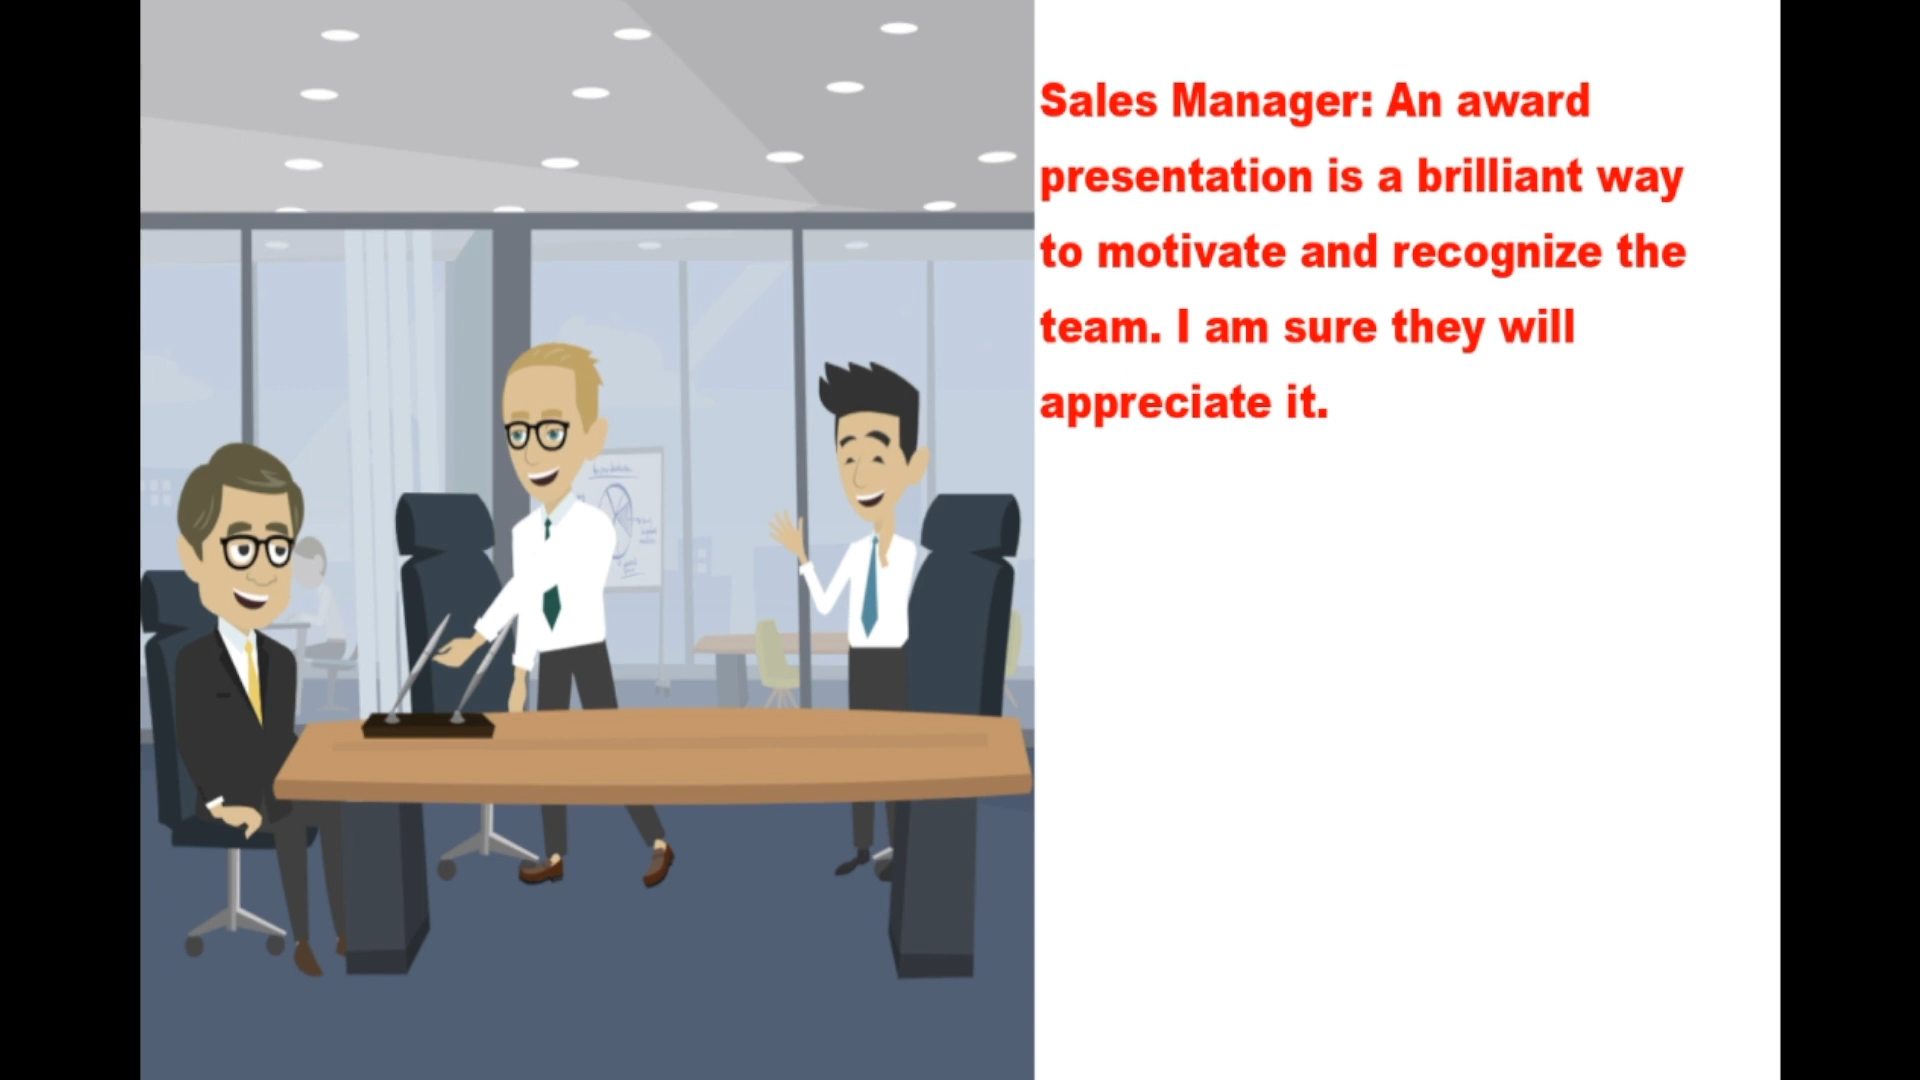 Sales Manager: An award
presentation is a brilliant way
to motivate and recognize the
team. I am sure they will
appreciate it.